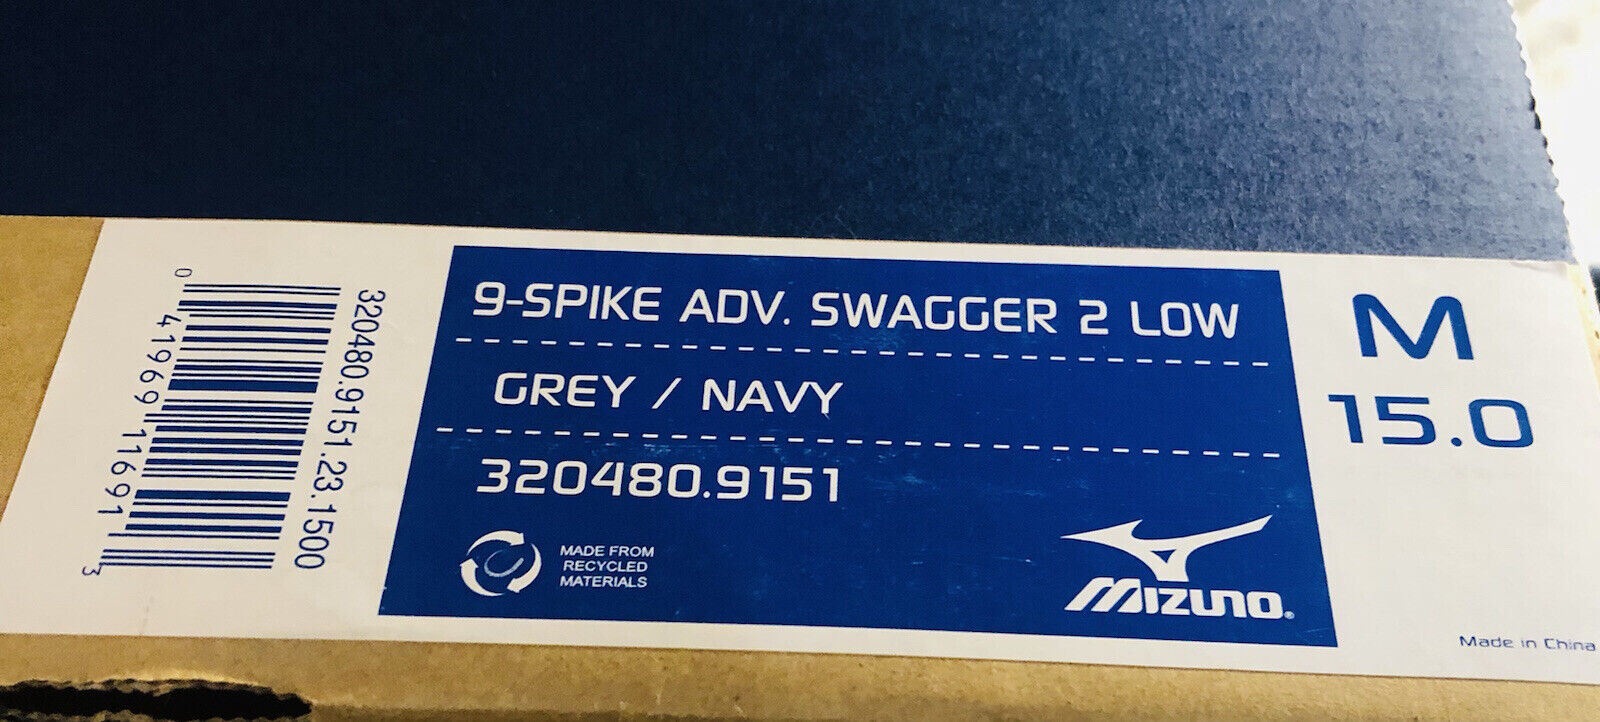 320480.9151.23.1500
0 41969 11691 3
9-SPIKE ADV. SWAGGER 2 LOW
GREY / NAVY
320480.9151
MADE FROM
RECYCLED
MATERIALS
MIZUNO®
M
15.0
Made in China